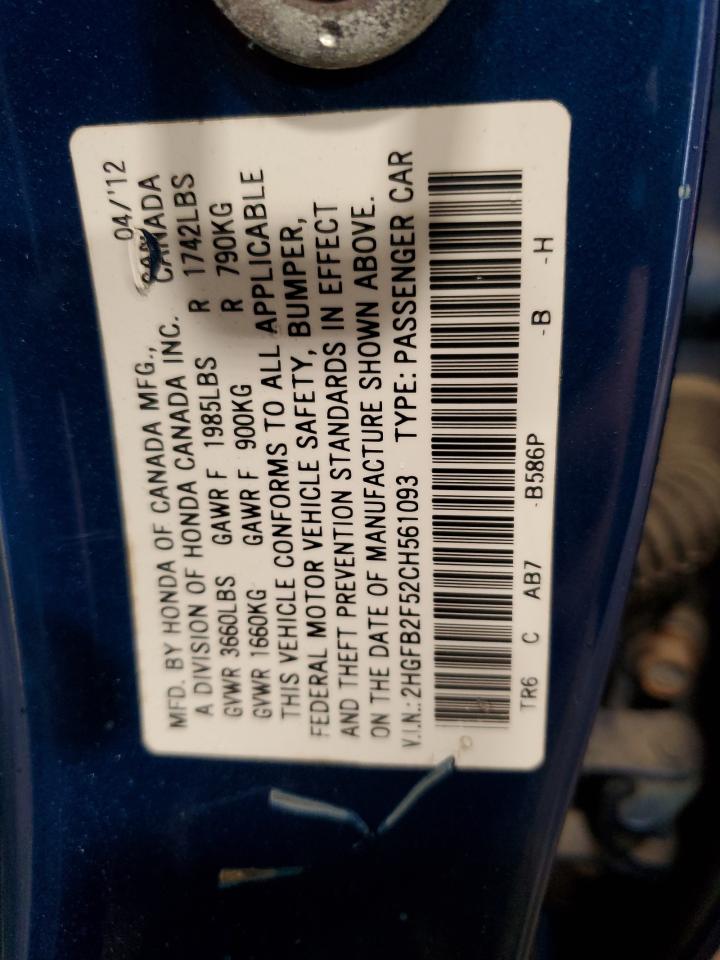 04/'12
MFD. BY HONDA OF CANADA MFG., CANADA
A DIVISION OF HONDA CANADA INC. CANADA
GVWR 3660LBS GAWR F 1985LBS R 1742LBS
GVWR 1660KG GAWR F 900KG R 790KG
THIS VEHICLE CONFORMS TO ALL APPLICABLE
FEDERAL MOTOR VEHICLE SAFETY, BUMPER,
AND THEFT PREVENTION STANDARDS IN EFFECT
ON THE DATE OF MANUFACTURE SHOWN ABOVE.
V.I.N.: 2HGFB2F52CH561093 TYPE: PASSENGER CAR
TR6 C AB7 -B586P -B -H